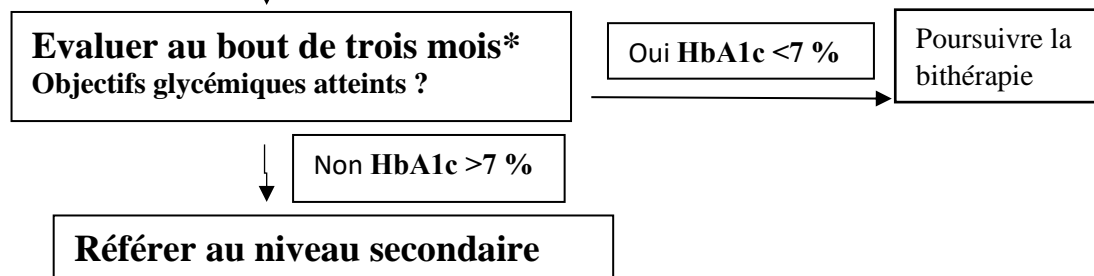 Evaluer au bout de trois mois*
Objectifs glycémiques atteints ?
Oui HbA1c <7 %
Poursuivre la
bithérapie
Non HbA1c >7 %
Référer au niveau secondaire